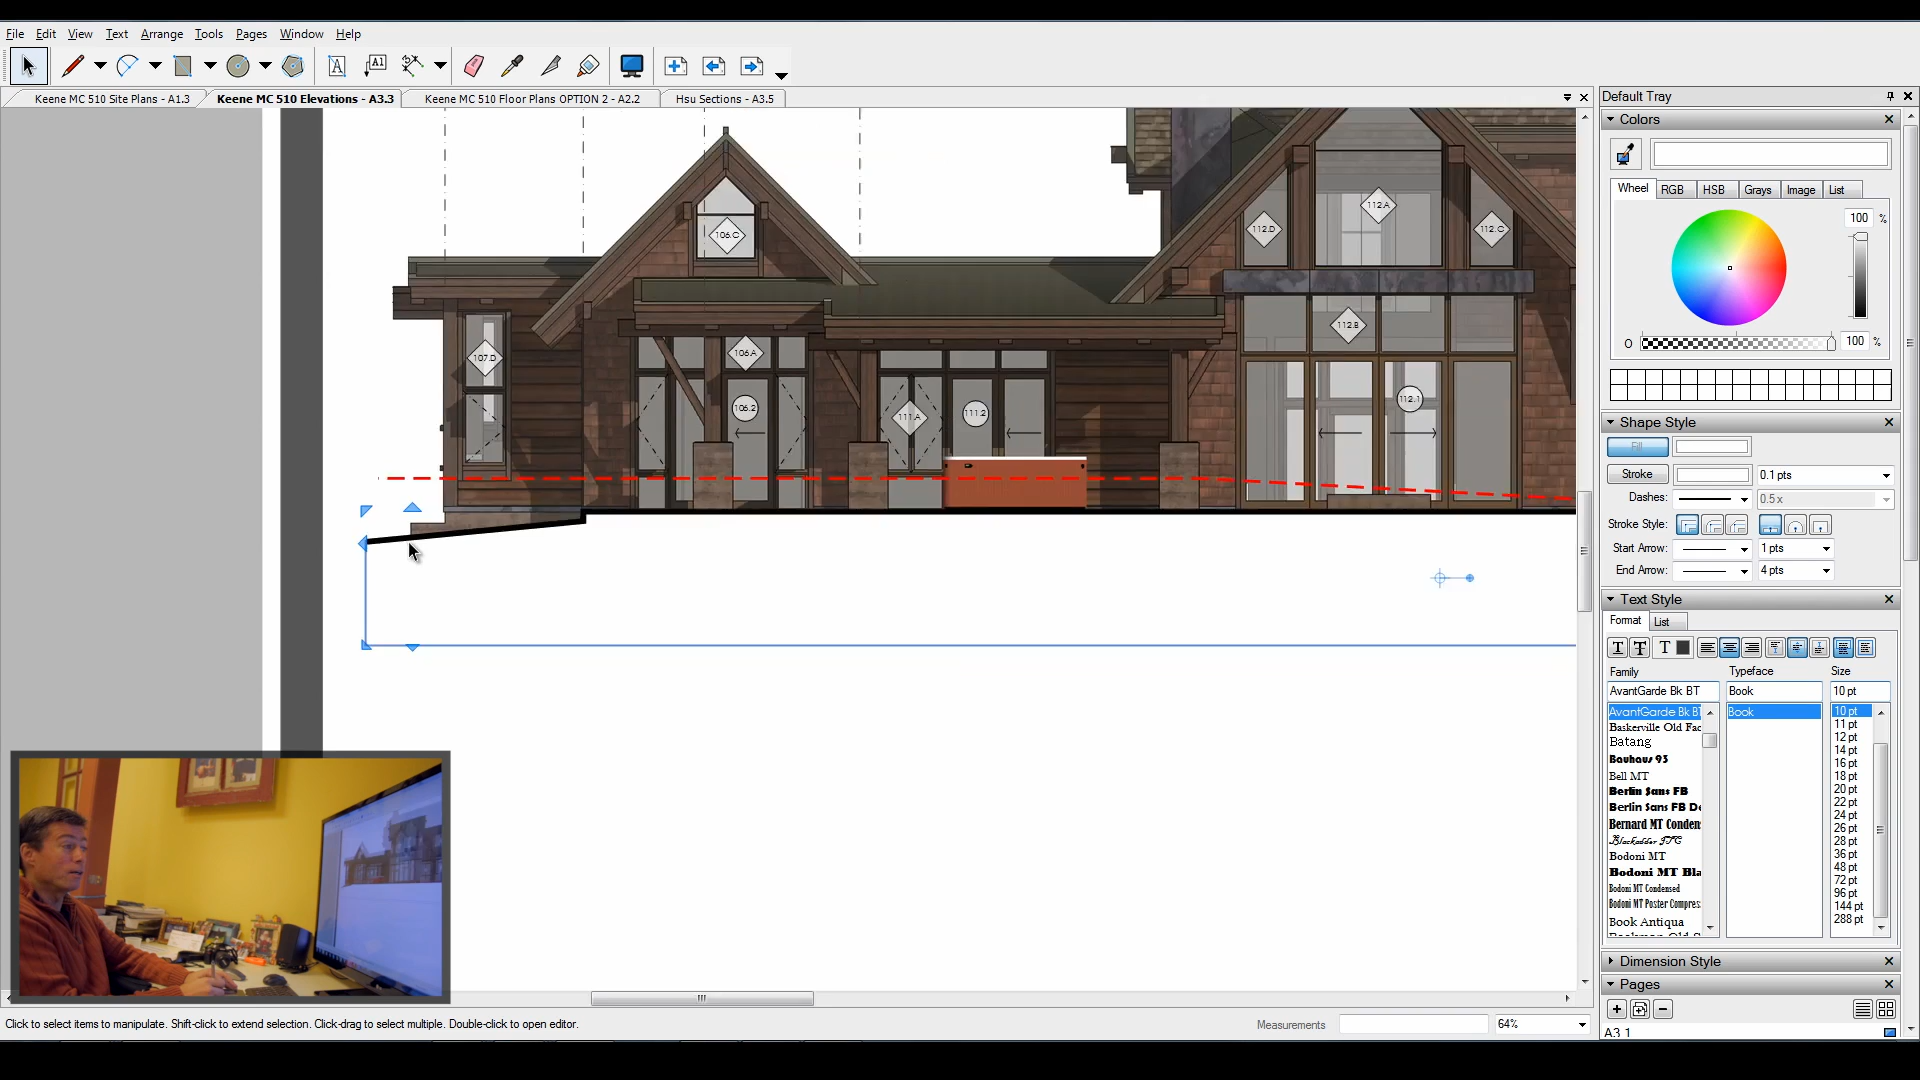 File Edit View Text Arrange Tools Pages Window Help
Keene MC 510 Site Plans - A1.3
Keene MC 510 Elevations - A3.3
Keene MC 510 Floor Plans OPTION 2 - A2.2
Hsu Sections - A3.5
Default Tray
Colors
Wheel RGB HSB Grays Image List
100 %
O 100 %
Shape Style
Fill
Stroke 0.1 pts
Dashes: 0.5 x
Stroke Style:
Start Arrow: 1 pts
End Arrow: 4 pts
Text Style
Format List
Family Typeface Size
AvantGarde Bk BT Book 10 pt
AvantGarde Bk BT Book 10 pt
Baskerville Old Fac 11 pt
Batang 12 pt
Bauhaus 93 14 pt
Bell MT 16 pt
Berlin Sans FB 18 pt
Berlin Sans FB De 20 pt
Bernard MT Conden 22 pt
Blackadder ITC 24 pt
Bodoni MT 26 pt
Bodoni MT Bla 28 pt
Bodoni MT Condensed 36 pt
Bodoni MT Poster Compres 48 pt
Book Antiqua 72 pt
96 pt
144 pt
288 pt
Dimension Style
Pages
A3.1
106.C
112.A
112.D
112.C
112.B
107.D
106.A
106.2
111.A
111.2
112.1
Click to select items to manipulate. Shift-click to extend selection. Click-drag to select multiple. Double-click to open editor.
Measurements
64%